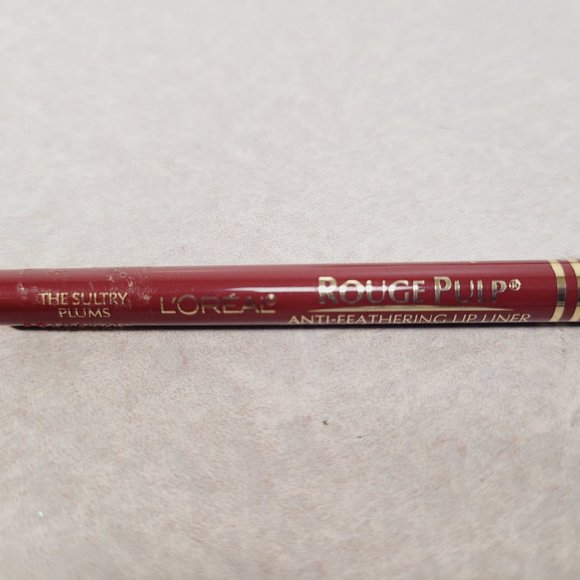 THE SULTRY
PLUMS
L'ORÉAL®
ROUGE PULP®
ANTI-FEATHERING LIP LINER